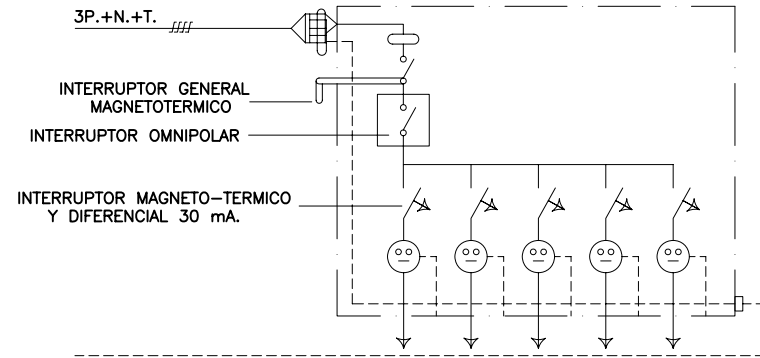 3P.+N.+T.
INTERRUPTOR GENERAL
MAGNETOTERMICO
INTERRUPTOR OMNIPOLAR
INTERRUPTOR MAGNETO-TERMICO
Y DIFERENCIAL 30 mA.